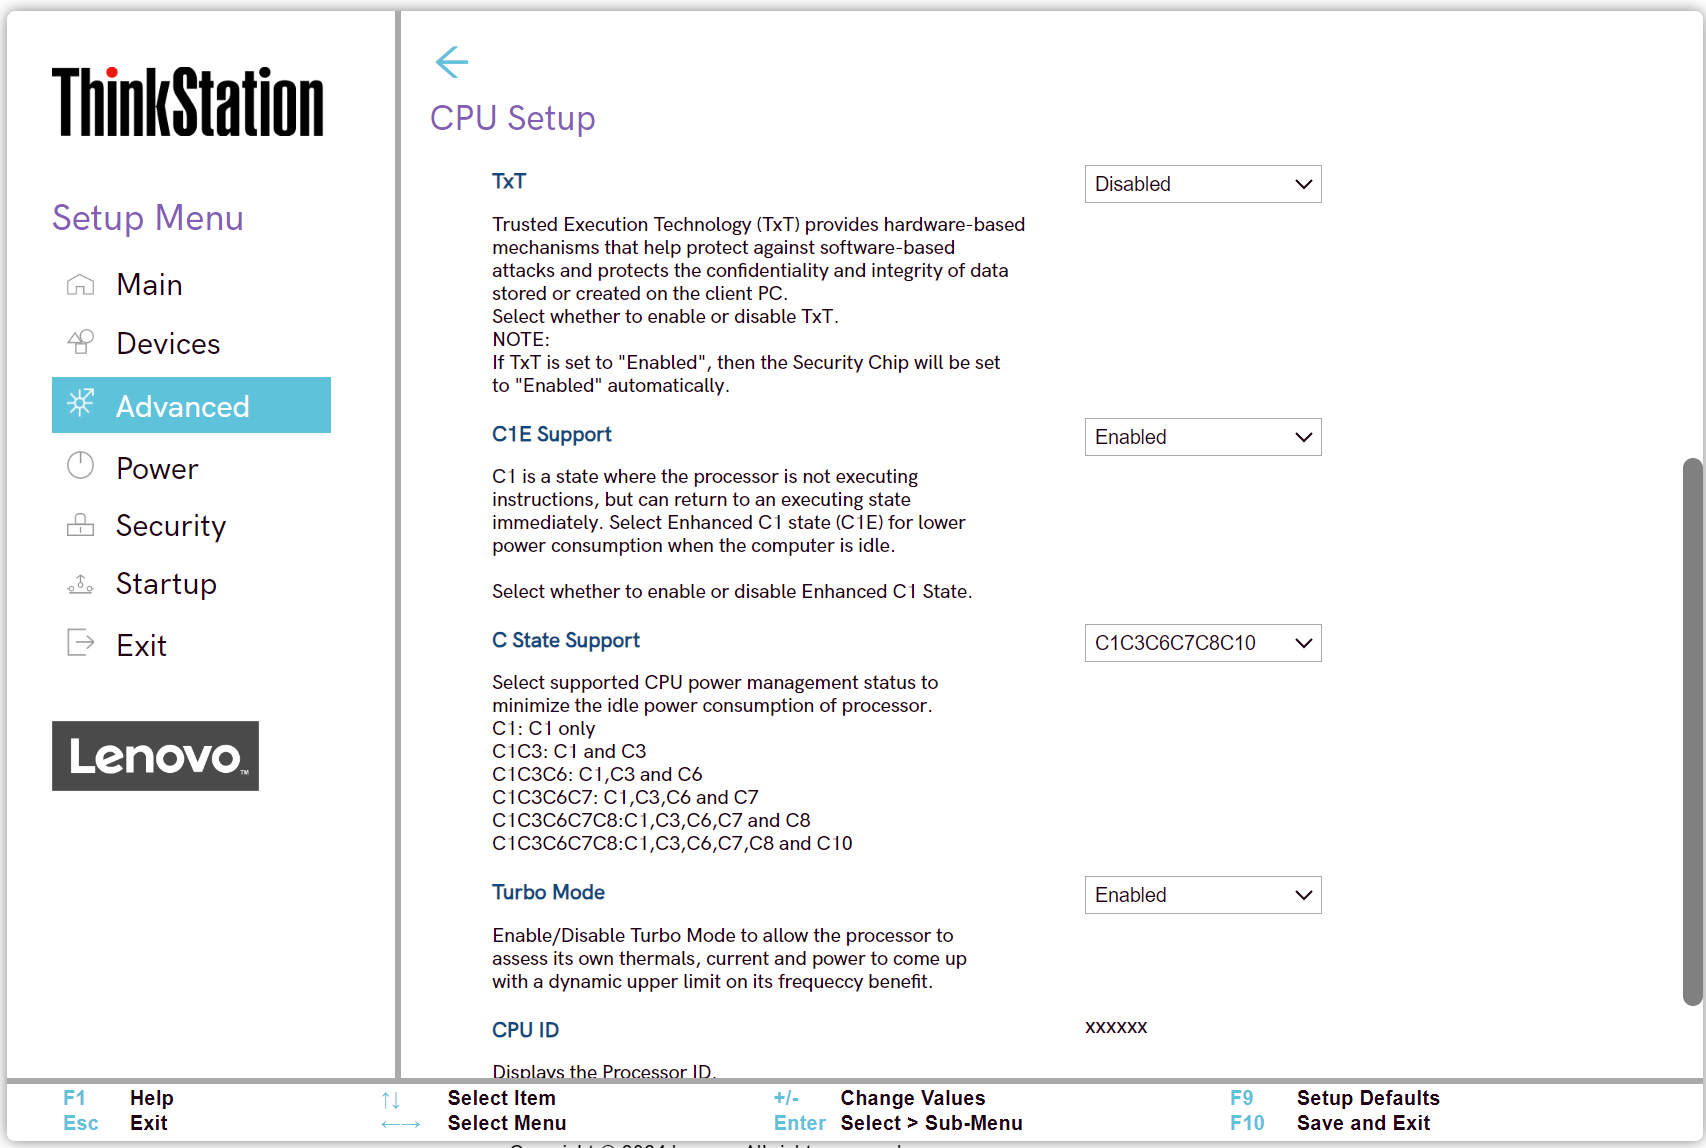 ThinkStation
Setup Menu
Main
Devices
Advanced
Power
Security
Startup
Exit
Lenovo™
CPU Setup
TxT
Disabled
Trusted Execution Technology (TxT) provides hardware-based
mechanisms that help protect against software-based
attacks and protects the confidentiality and integrity of data
stored or created on the client PC.
Select whether to enable or disable TxT.
NOTE:
If TxT is set to "Enabled", then the Security Chip will be set
to "Enabled" automatically.
C1E Support
Enabled
C1 is a state where the processor is not executing
instructions, but can return to an executing state
immediately. Select Enhanced C1 state (C1E) for lower
power consumption when the computer is idle.
Select whether to enable or disable Enhanced C1 State.
C State Support
C1C3C6C7C8C10
Select supported CPU power management status to
minimize the idle power consumption of processor.
C1: C1 only
C1C3: C1 and C3
C1C3C6: C1,C3 and C6
C1C3C6C7: C1,C3,C6 and C7
C1C3C6C7C8:C1,C3,C6,C7 and C8
C1C3C6C7C8:C1,C3,C6,C7,C8 and C10
Turbo Mode
Enabled
Enable/Disable Turbo Mode to allow the processor to
assess its own thermals, current and power to come up
with a dynamic upper limit on its frequeccy benefit.
CPU ID
xxxxxx
Displays the Processor ID.
F1 Help ↑↓ Select Item +/- Change Values F9 Setup Defaults
Esc Exit ←→ Select Menu Enter Select > Sub-Menu F10 Save and Exit